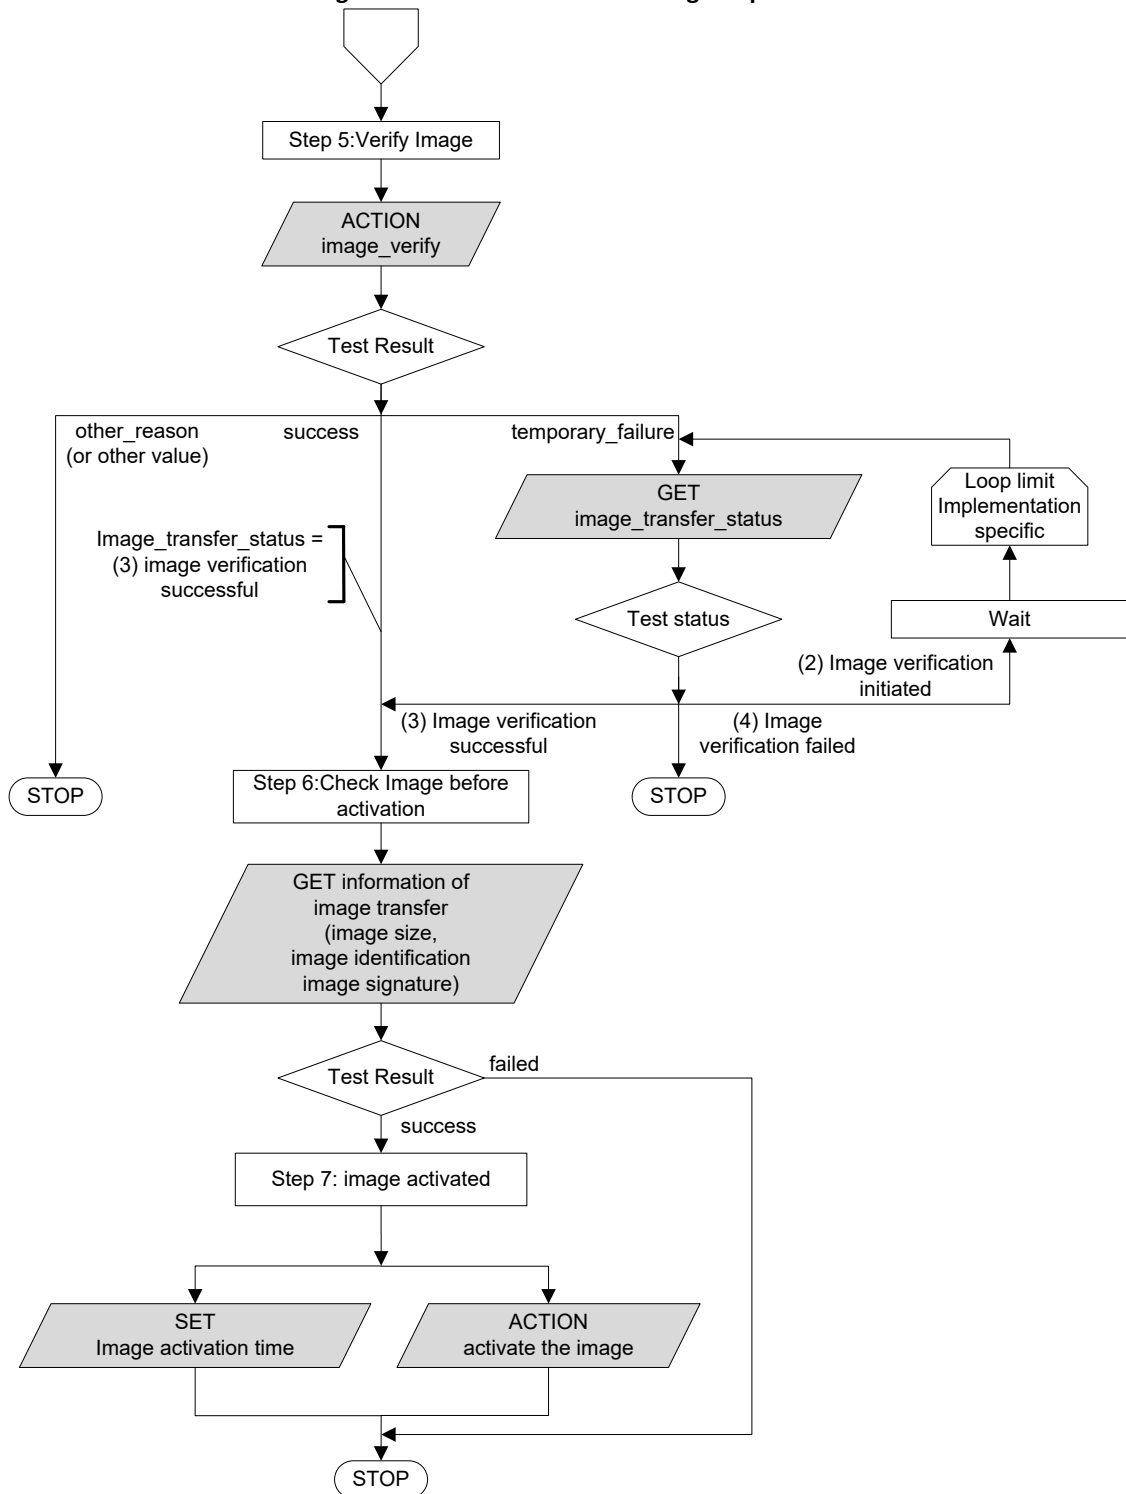 Step 5:Verify Image
ACTION
image_verify
Test Result
other_reason
(or other value)
success
temporary_failure
GET
image_transfer_status
Loop limit
Implementation
specific
Image_transfer_status =
(3) image verification
successful
Test status
Wait
(2) Image verification
initiated
(3) Image verification
successful
(4) Image
verification failed
STOP
Step 6:Check Image before
activation
STOP
GET information of
image transfer
(image size,
image identification
image signature)
Test Result
failed
success
Step 7: image activated
SET
Image activation time
ACTION
activate the image
STOP